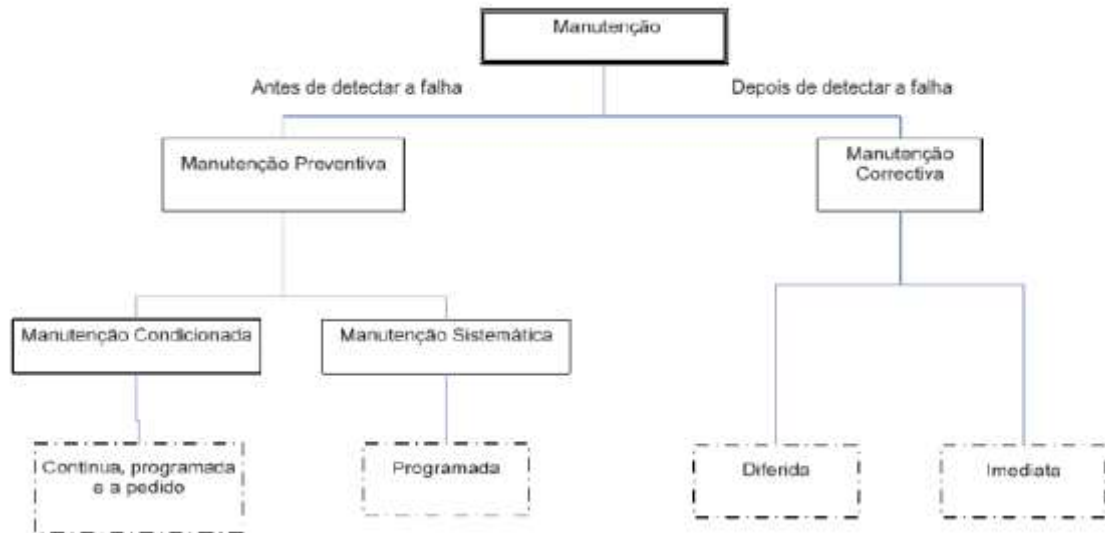 Manutenção
Antes de detectar a falha
Depois de detectar a falha
Manutenção Preventiva
Manutenção
Correctiva
Manutenção Condicionada
Manutenção Sistemática
Contínua, programada
e a pedido
Programada
Diferida
Imediata